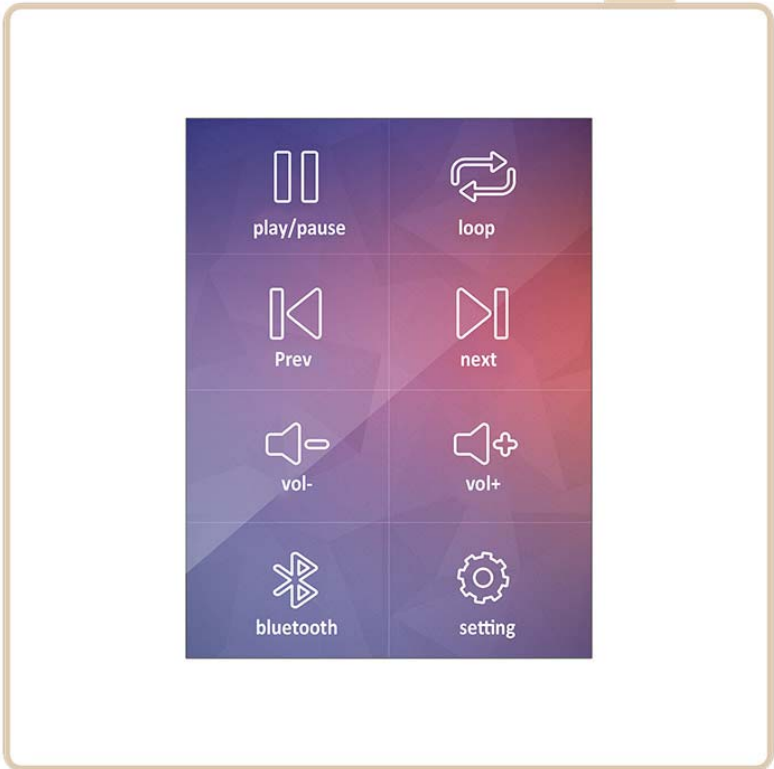 play/pause
loop
Prev
next
vol-
vol+
bluetooth
setting